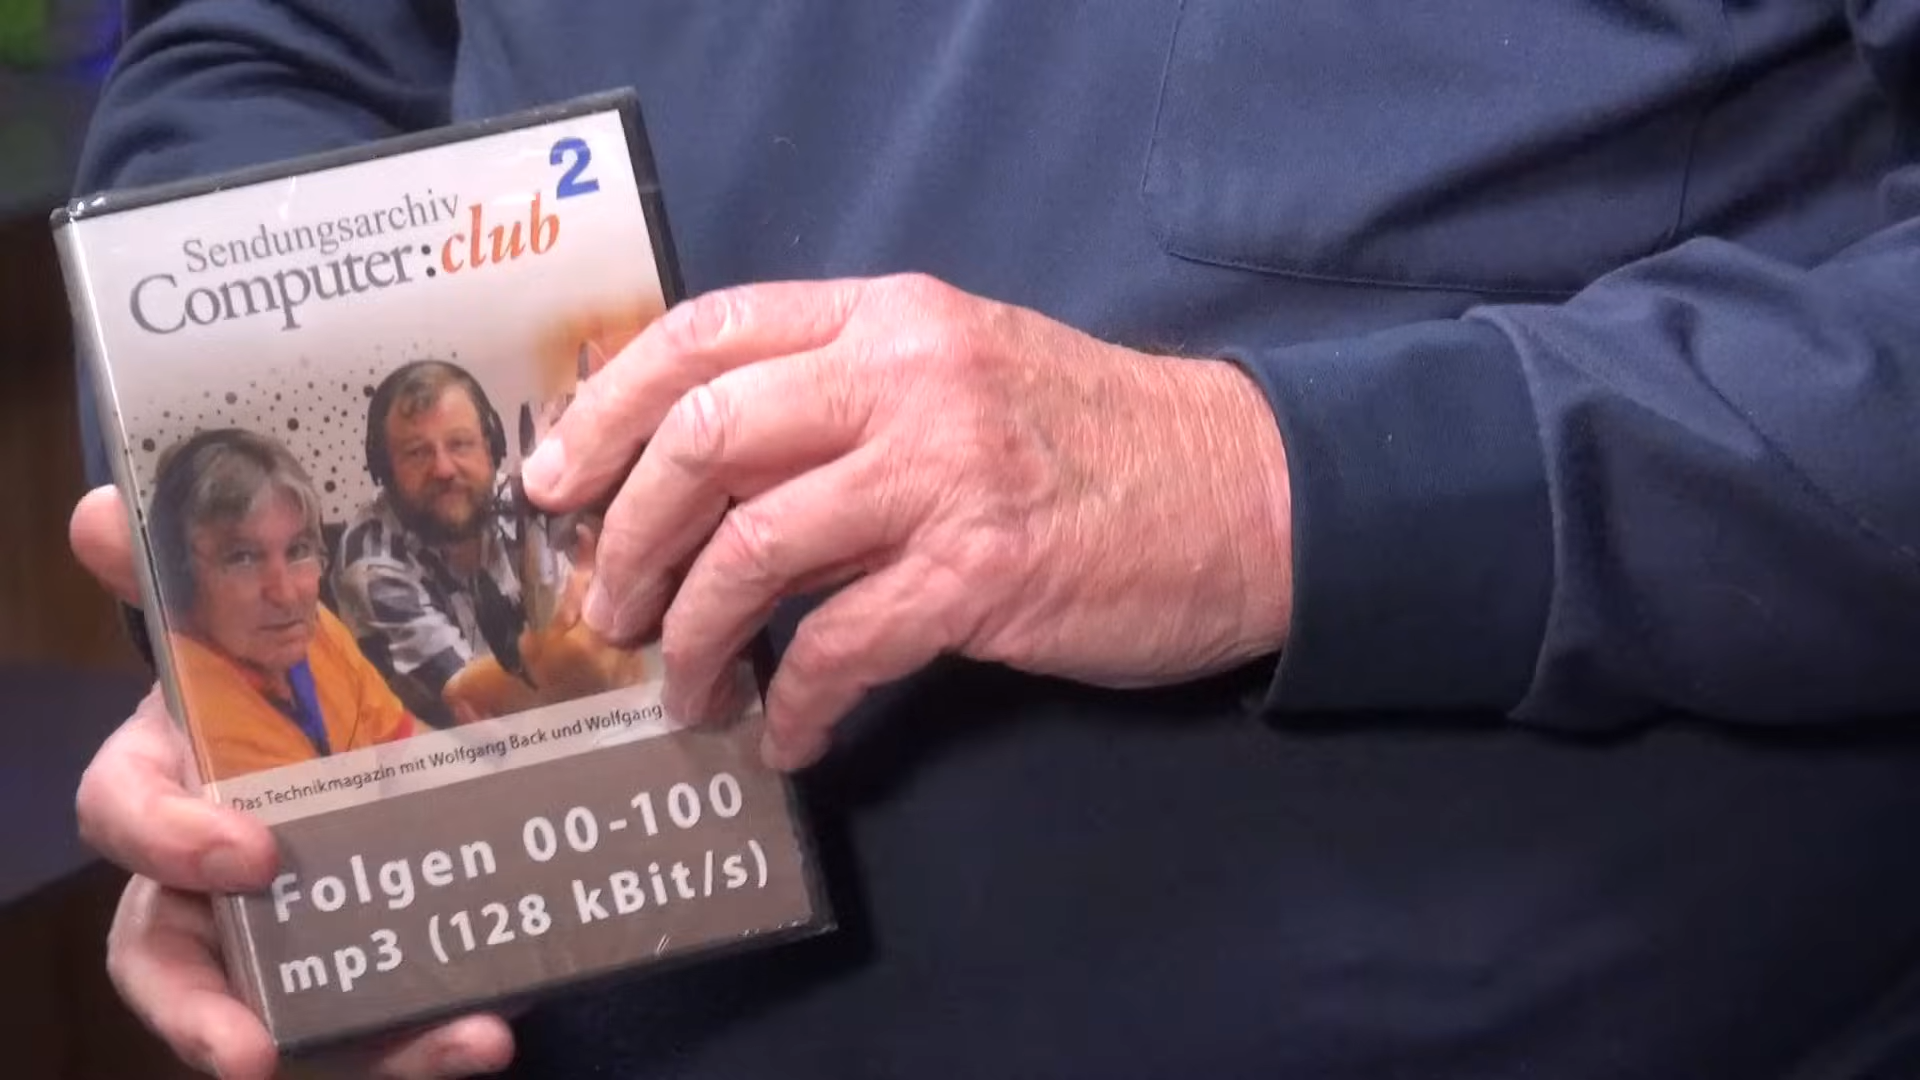 Sendungsarchiv
Computer:club
2
Das Technikmagazin mit Wolfgang Back und Wolfgang
Folgen 00-100
mp3 (128 kBit/s)